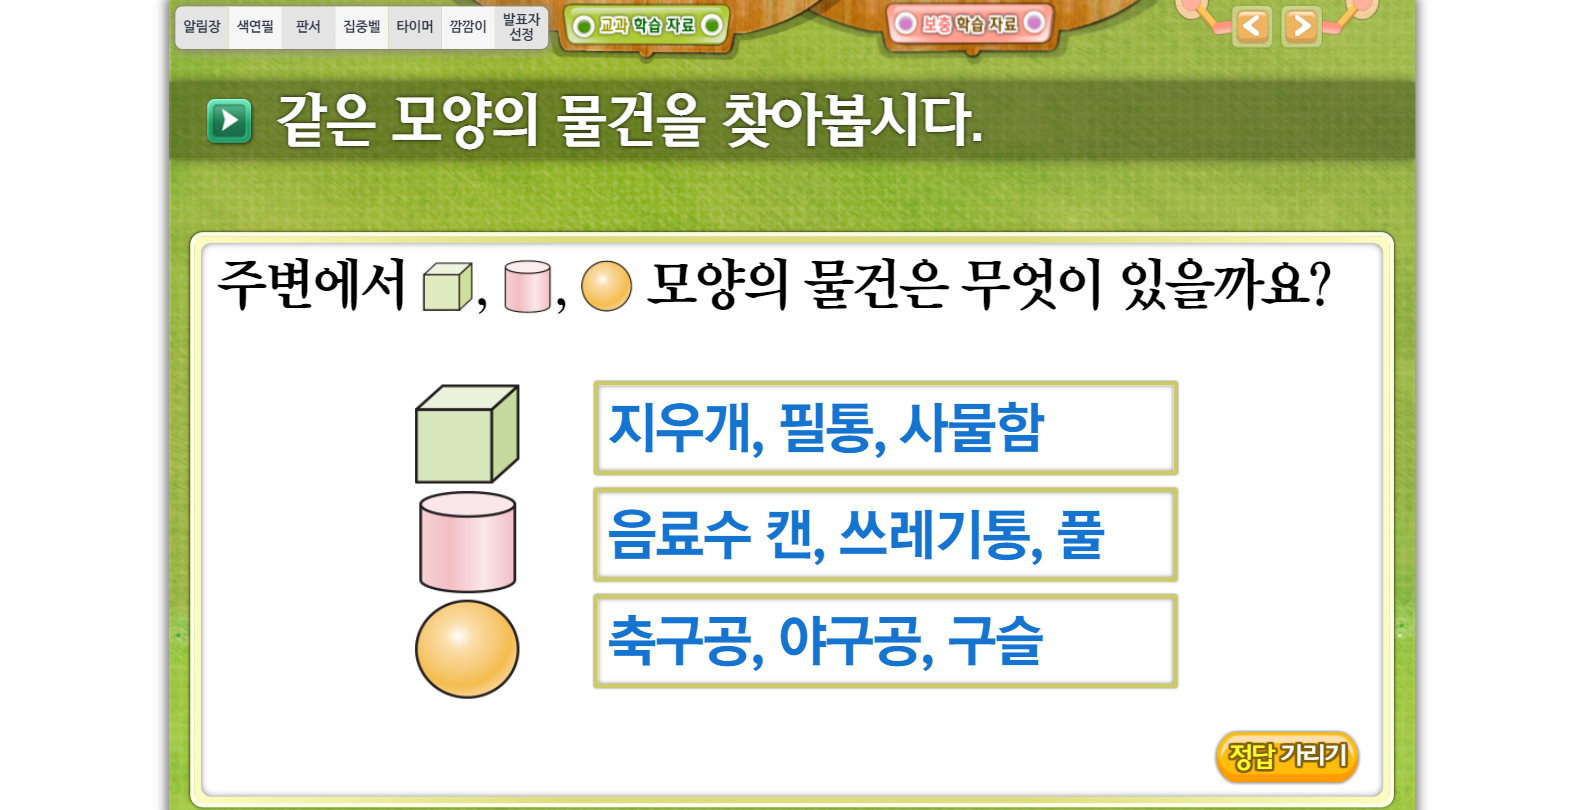 알림장 색연필 판서 집중벨 타이머 깜깜이 발표자 선정
교과 학습 자료 보충 학습 자료
같은 모양의 물건을 찾아봅시다.
주변에서 , , 모양의 물건은 무엇이 있을까요?
지우개, 필통, 사물함
음료수 캔, 쓰레기통, 풀
축구공, 야구공, 구슬
정답 가리기